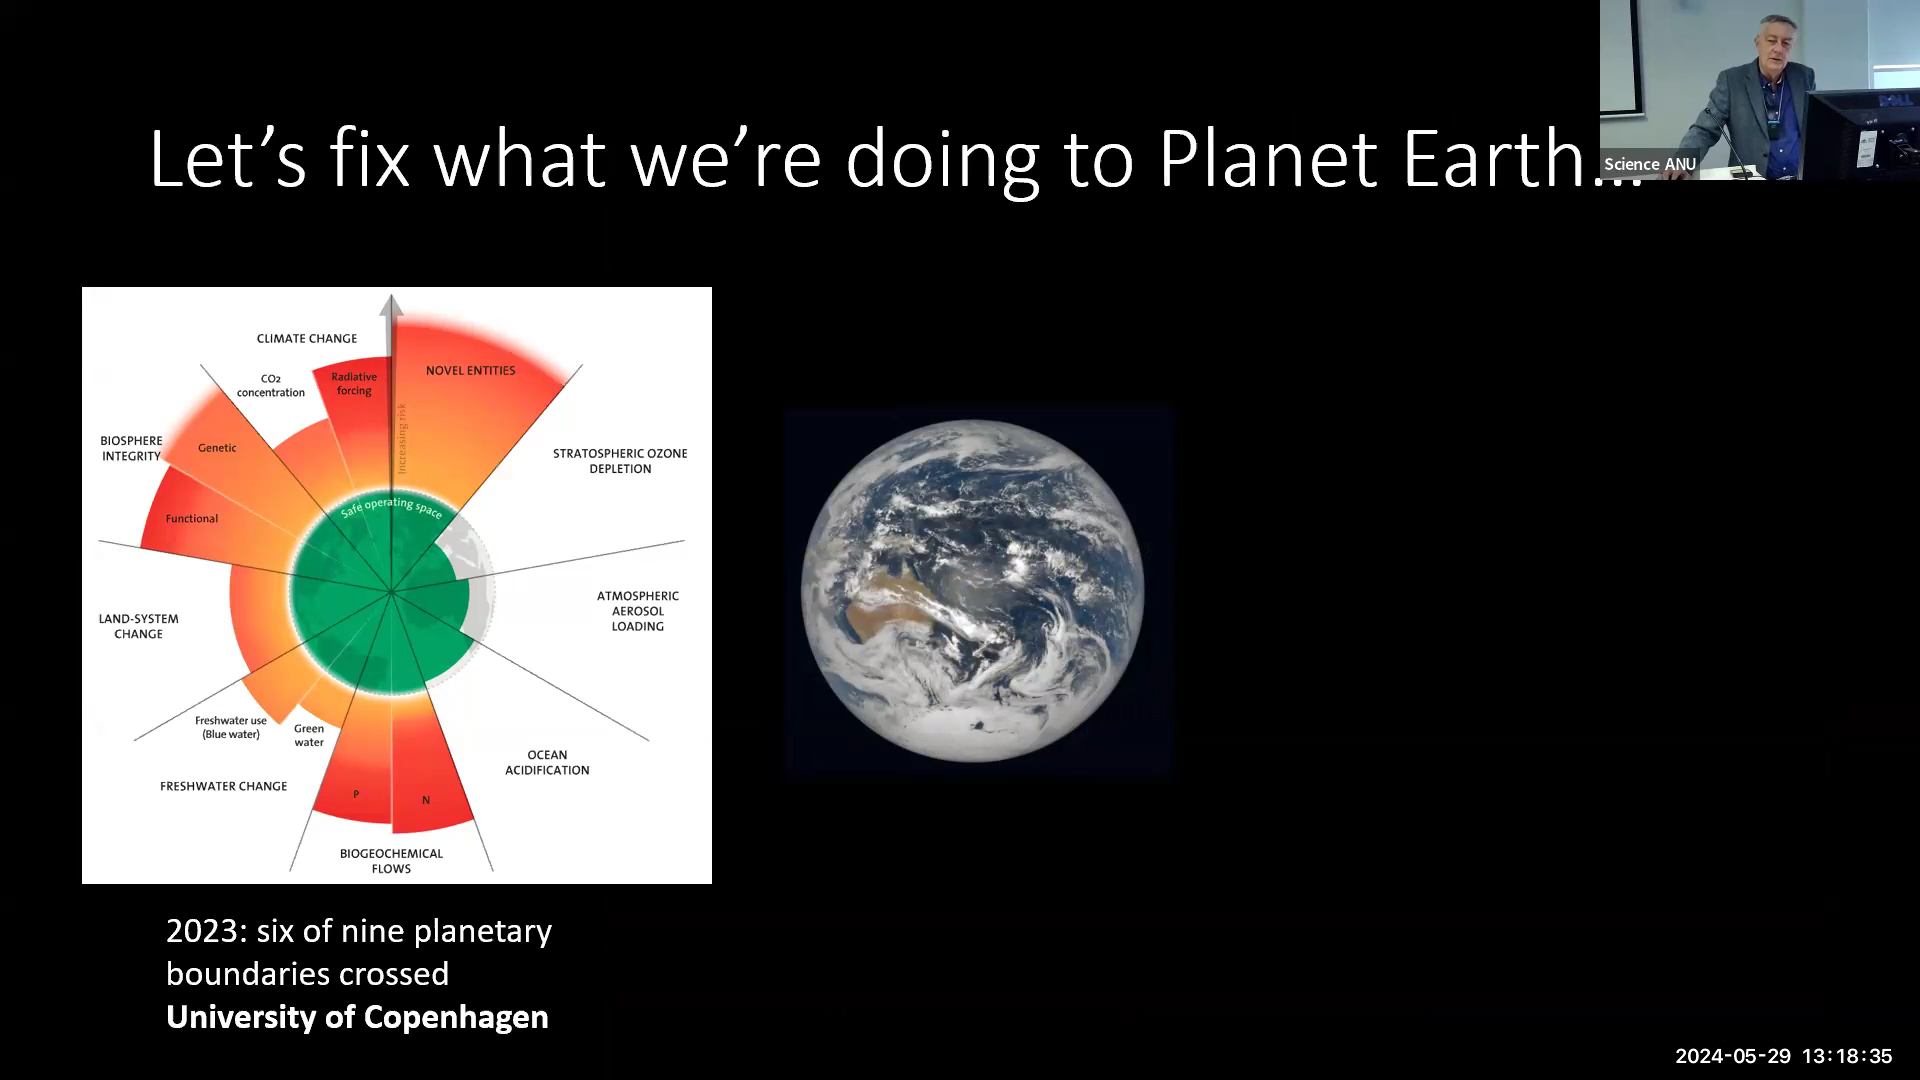 Let's fix what we're doing to Planet Earth...
Science ANU
DELL
CLIMATE CHANGE
CO2
concentration
Radiative
forcing
NOVEL ENTITIES
Increasing risk
BIOSPHERE
INTEGRITY
Genetic
Functional
STRATOSPHERIC OZONE
DEPLETION
Safe operating space
ATMOSPHERIC
AEROSOL
LOADING
LAND-SYSTEM
CHANGE
Freshwater use
(Blue water)
Green
water
FRESHWATER CHANGE
OCEAN
ACIDIFICATION
P
N
BIOGEOCHEMICAL
FLOWS
2023: six of nine planetary
boundaries crossed
University of Copenhagen
2024-05-29 13:18:35